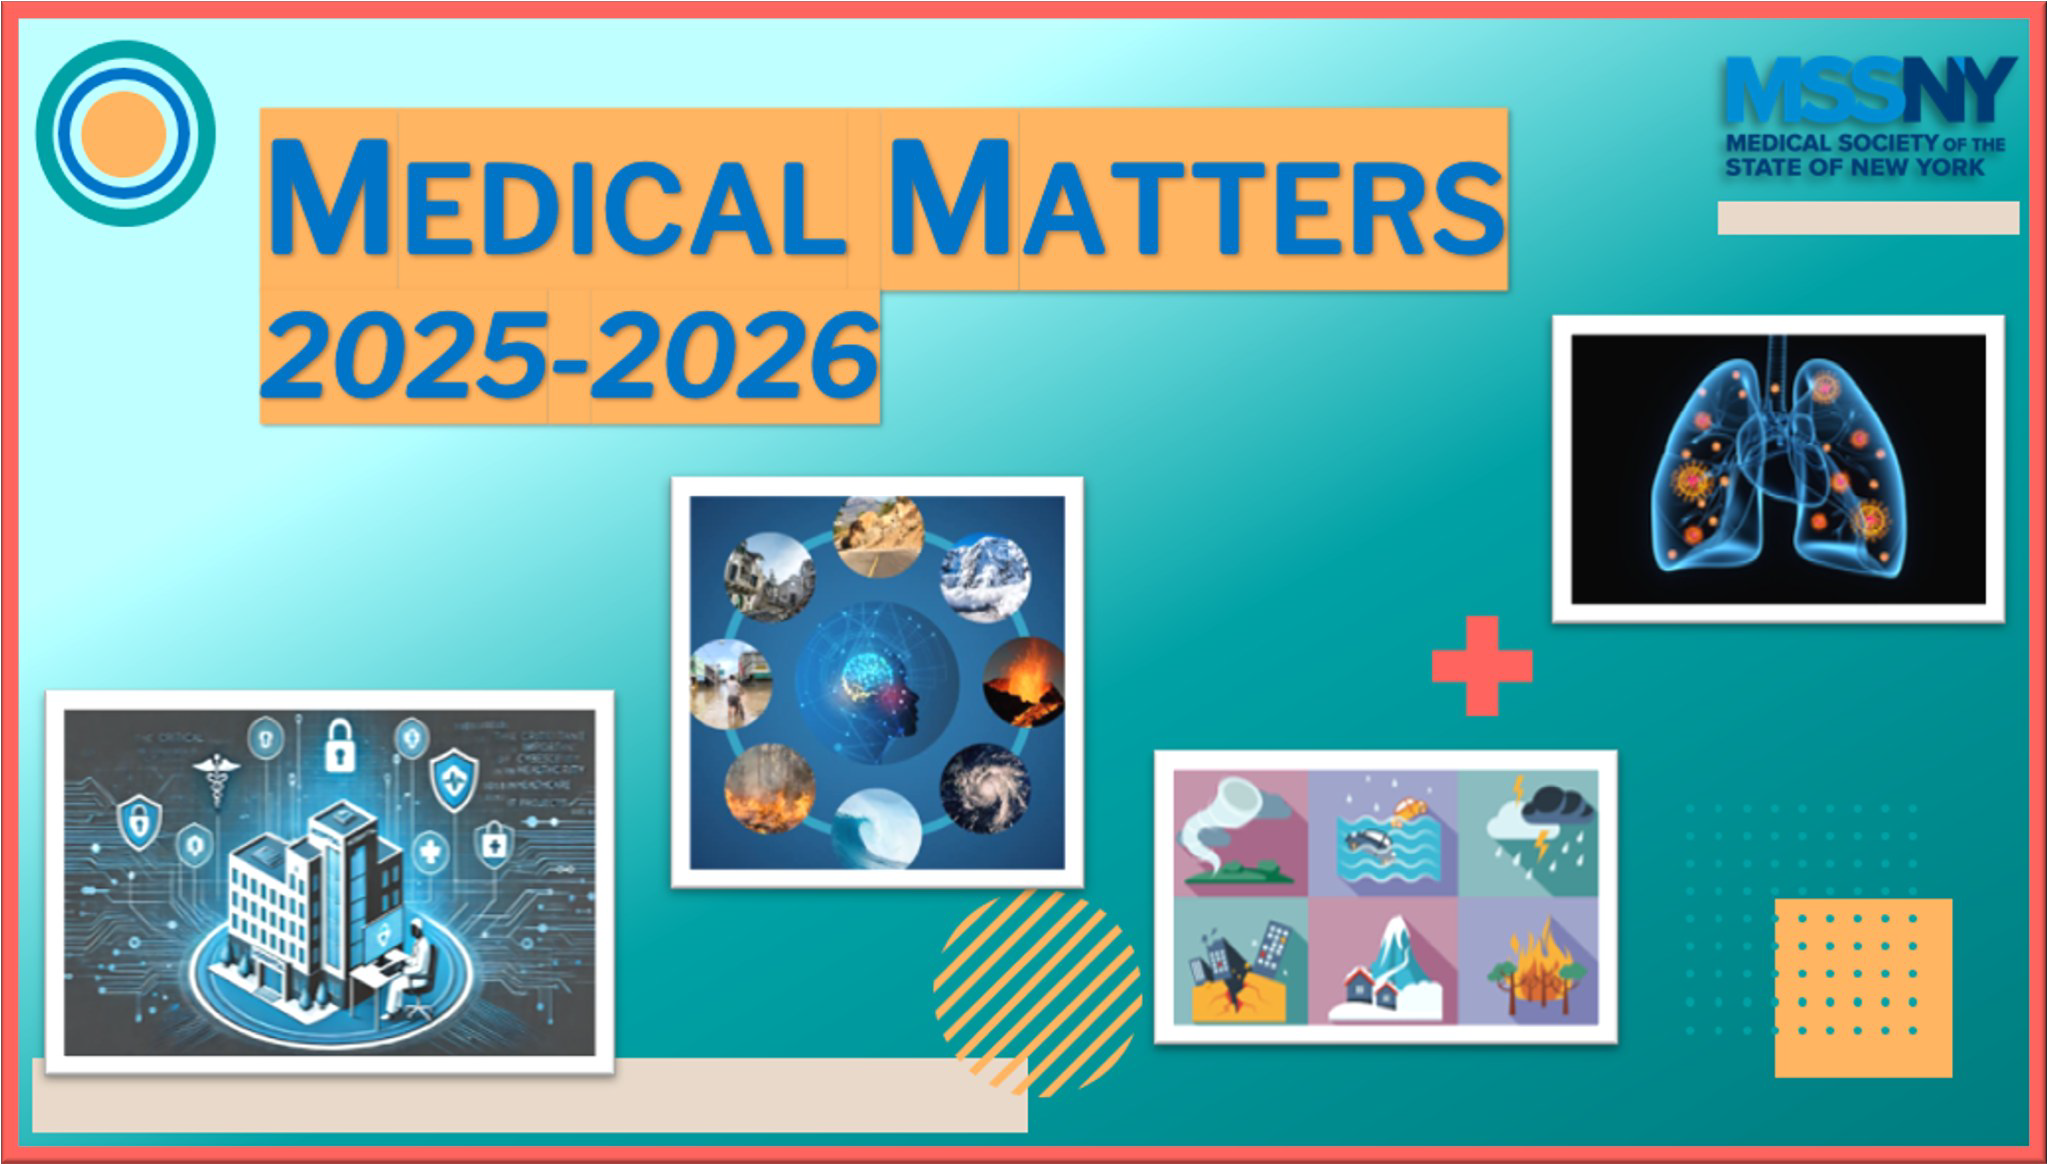 MEDICAL MATTERS
2025-2026
MSSNY
MEDICAL SOCIETY OF THE
STATE OF NEW YORK